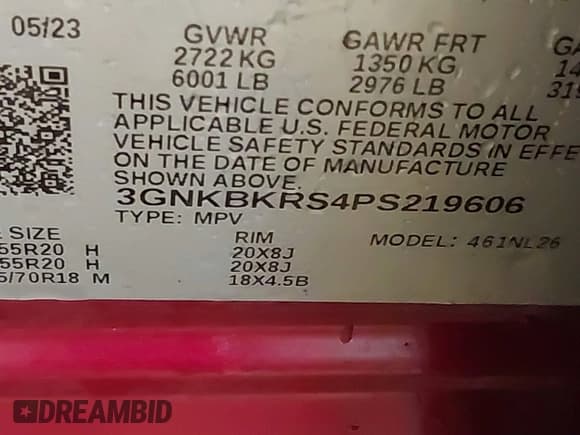 05/23
GVWR
GAWR FRT
2722 KG
1350 KG
6001 LB
2976 LB
THIS VEHICLE CONFORMS TO ALL
APPLICABLE U.S. FEDERAL MOTOR
VEHICLE SAFETY STANDARDS IN EFFE
ON THE DATE OF MANUFACTURE
SHOWN ABOVE.
3GNKBKRS4PS219606
TYPE: MPV
MODEL: 461NL26
SIZE
RIM
55R20 H
20X8J
55R20 H
20X8J
5/70R18 M
18X4.5B
DREAMBID